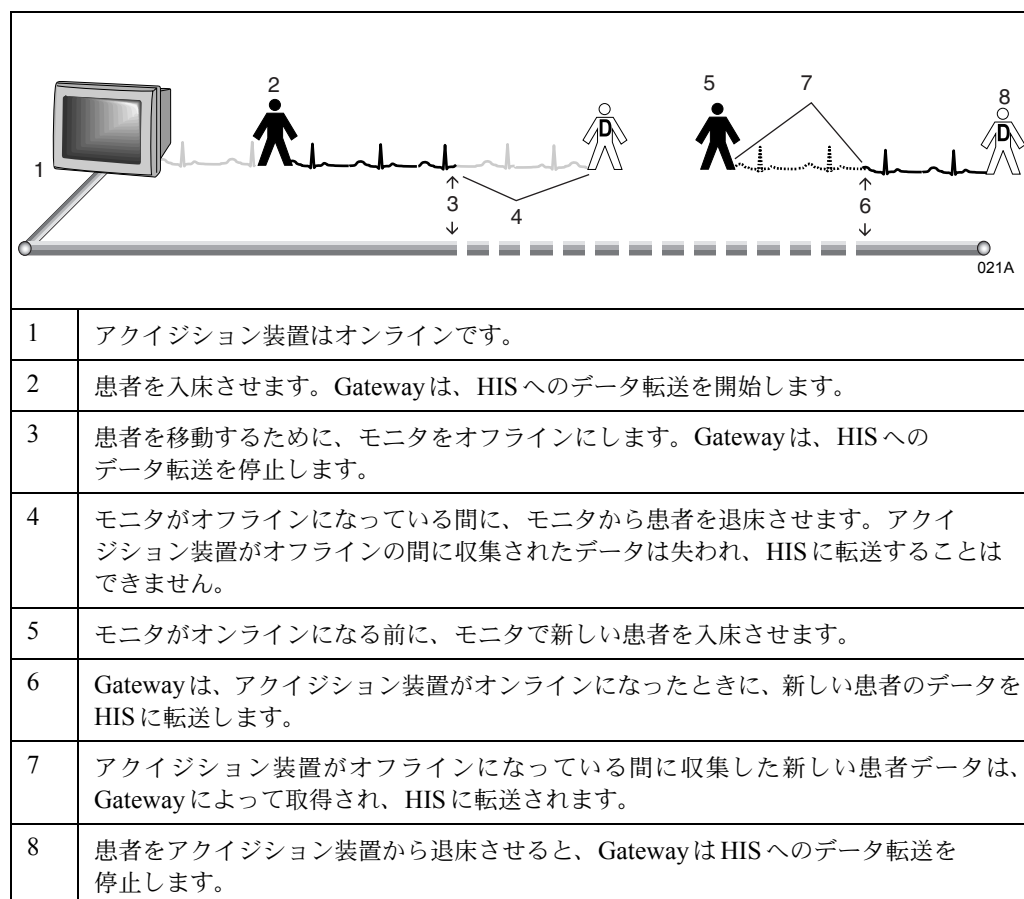 2
5
7
8
D
D
1
3
4
6
021A
1 アクイジション装置はオンラインです。
2 患者を入床させます。Gatewayは、HISへのデータ転送を開始します。
3 患者を移動するために、モニタをオフラインにします。Gatewayは、HISへの
データ転送を停止します。
4 モニタがオフラインになっている間に、モニタから患者を退床させます。アクイ
ジション装置がオフラインの間に収集されたデータは失われ、HISに転送することは
できません。
5 モニタがオンラインになる前に、モニタで新しい患者を入床させます。
6 Gatewayは、アクイジション装置がオンラインになったときに、新しい患者のデータを
HISに転送します。
7 アクイジション装置がオフラインになっている間に収集した新しい患者データは、
Gatewayによって取得され、HISに転送されます。
8 患者をアクイジション装置から退床させると、GatewayはHISへのデータ転送を
停止します。